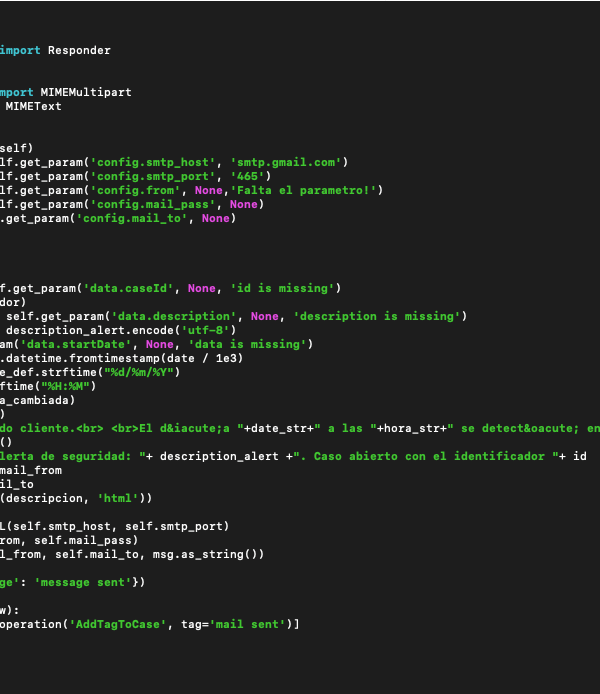 import Responder
mport MIMEMultipart
MIMEText
self)
lf.get_param('config.smtp_host', 'smtp.gmail.com')
lf.get_param('config.smtp_port', '465')
lf.get_param('config.from', None,'Falta el parametro!')
lf.get_param('config.mail_pass', None)
.get_param('config.mail_to', None)
f.get_param('data.caseId', None, 'id is missing')
dor)
self.get_param('data.description', None, 'description is missing')
description_alert.encode('utf-8')
am('data.startDate', None, 'data is missing')
.datetime.fromtimestamp(date / 1e3)
e_def.strftime("%d/%m/%Y")
ftime("%H:%M")
a_cambiada)
)
do cliente.<br> <br>El d&iacute;a "+date_str+" a las "+hora_str+" se detect&oacute; en
()
lerta de seguridad: "+ description_alert +". Caso abierto con el identificador "+ id
mail_from
il_to
(descripcion, 'html'))
L(self.smtp_host, self.smtp_port)
rom, self.mail_pass)
l_from, self.mail_to, msg.as_string())
ge': 'message sent'})
w):
operation('AddTagToCase', tag='mail sent')]